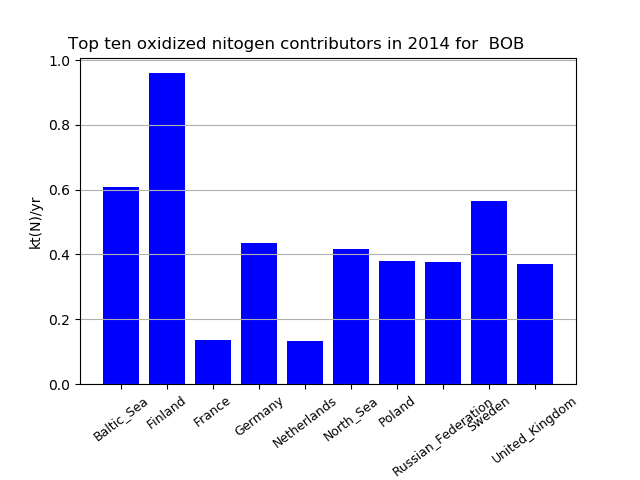 Top ten oxidized nitogen contributors in 2014 for  BOB
kt(N)/yr
1.0
0.8
0.6
0.4
0.2
0.0
Baltic_Sea
Finland
France
Germany
Netherlands
North_Sea
Poland
Russian_Federation
Sweden
United_Kingdom